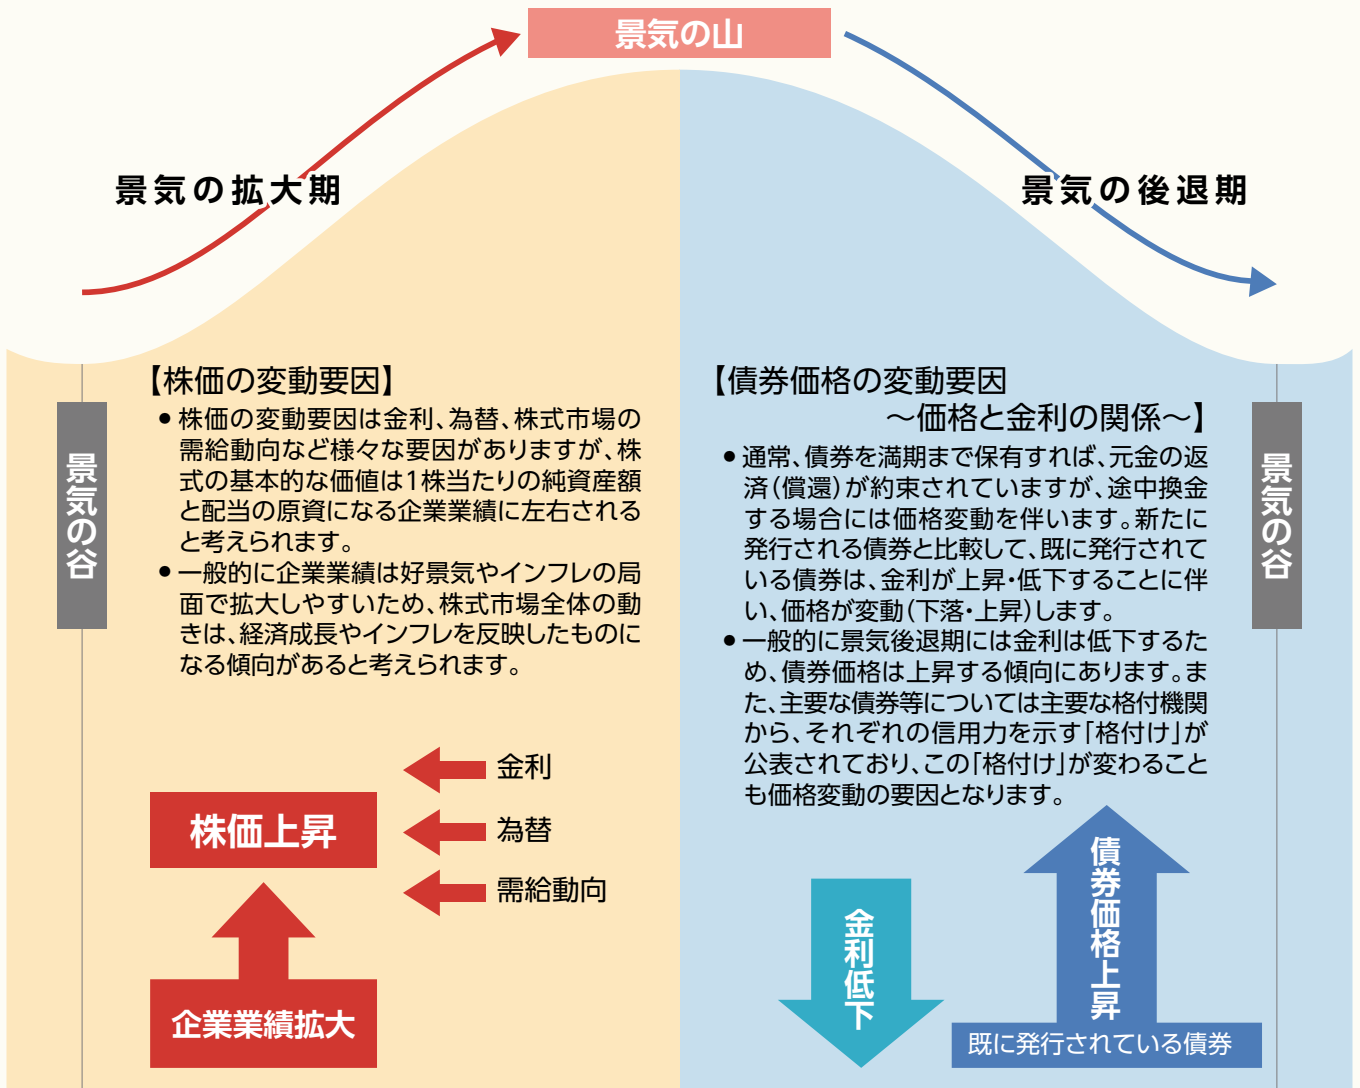 景気の山
景気の拡大期
景気の後退期
景気の谷
【株価の変動要因】
● 株価の変動要因は金利、為替、株式市場の
需給動向など様々な要因がありますが、株
式の基本的な価値は1株当たりの純資産額
と配当の原資になる企業業績に左右される
と考えられます。
● 一般的に企業業績は好景気やインフレの局
面で拡大しやすいため、株式市場全体の動
きは、経済成長やインフレを反映したものに
なる傾向があると考えられます。
金利
為替
需給動向
株価上昇
企業業績拡大
【債券価格の変動要因
～価格と金利の関係～】
● 通常、債券を満期まで保有すれば、元金の返
済（償還）が約束されていますが、途中換金
する場合には価格変動を伴います。新たに
発行される債券と比較して、既に発行されて
いる債券は、金利が上昇・低下することに伴
い、価格が変動（下落・上昇）します。
● 一般的に景気後退期には金利は低下するた
め、債券価格は上昇する傾向にあります。ま
た、主要な債券等については主要な格付機関
から、それぞれの信用力を示す「格付け」が
公表されており、この「格付け」が変わること
も価格変動の要因となります。
金利低下
債券価格上昇
既に発行されている債券
景気の谷